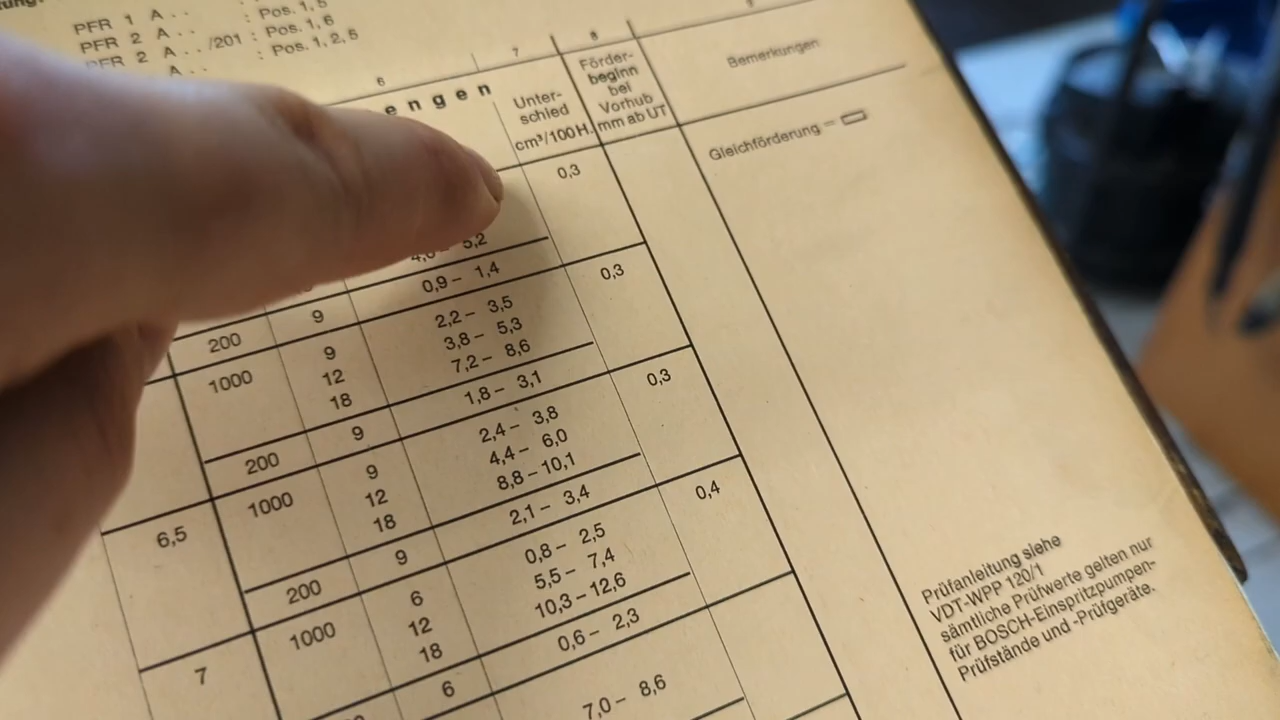 PFR 1 A . . : Pos. 1, 5
PFR 2 A . . : Pos. 1, 6
PFR 2 A . . /201 : Pos. 1, 2, 5
A . .
6 7 8
e n g e n
Unter-
schied
cm³/100H.
Förder-
beginn
bei
Vorhub
mm ab UT
Bemerkungen
Gleichförderung =
0,3
5,2
0,9 – 1,4
0,3
200 9
2,2 – 3,5
1000 9
3,8 – 5,3
12
7,2 – 8,6
18
1,8 – 3,1
0,3
200 9
2,4 – 3,8
6,5 1000 9
4,4 – 6,0
12
8,8 – 10,1
18
2,1 – 3,4
0,4
200 9
0,8 – 2,5
7 1000 6
5,5 – 7,4
12
10,3 – 12,6
18
0,6 – 2,3
6
7,0 – 8,6
Prüfanleitung siehe
VDT-WPP 120/1
sämtliche Prüfwerte gelten nur
für BOSCH-Einspritzpumpen-
Prüfstände und -Prüfgeräte.